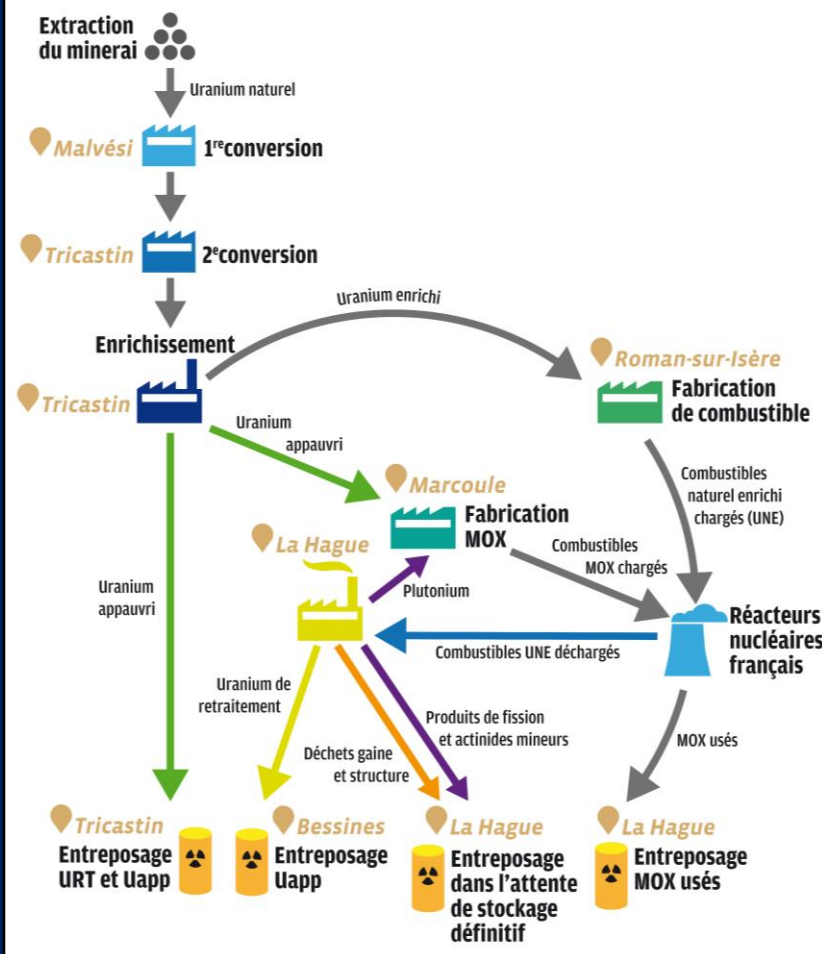 Extraction
du minerai
Uranium naturel
Malvési
1re conversion
Tricastin
2e conversion
Uranium enrichi
Enrichissement
Tricastin
Roman-sur-Isère
Fabrication
de combustible
Uranium
appauvri
Marcoule
Fabrication
MOX
Combustibles
naturel enrichi
chargés (UNE)
La Hague
Combustibles
MOX chargés
Plutonium
Uranium
appauvri
Réacteurs
nucléaires
français
Combustibles UNE déchargés
Uranium de
retraitement
Produits de fission
et actinides mineurs
MOX usés
Déchets gaine
et structure
Tricastin
Entreposage
URT et Uapp
Bessines
Entreposage
Uapp
La Hague
Entreposage
dans l'attente
de stockage
définitif
La Hague
Entreposage
MOX usés